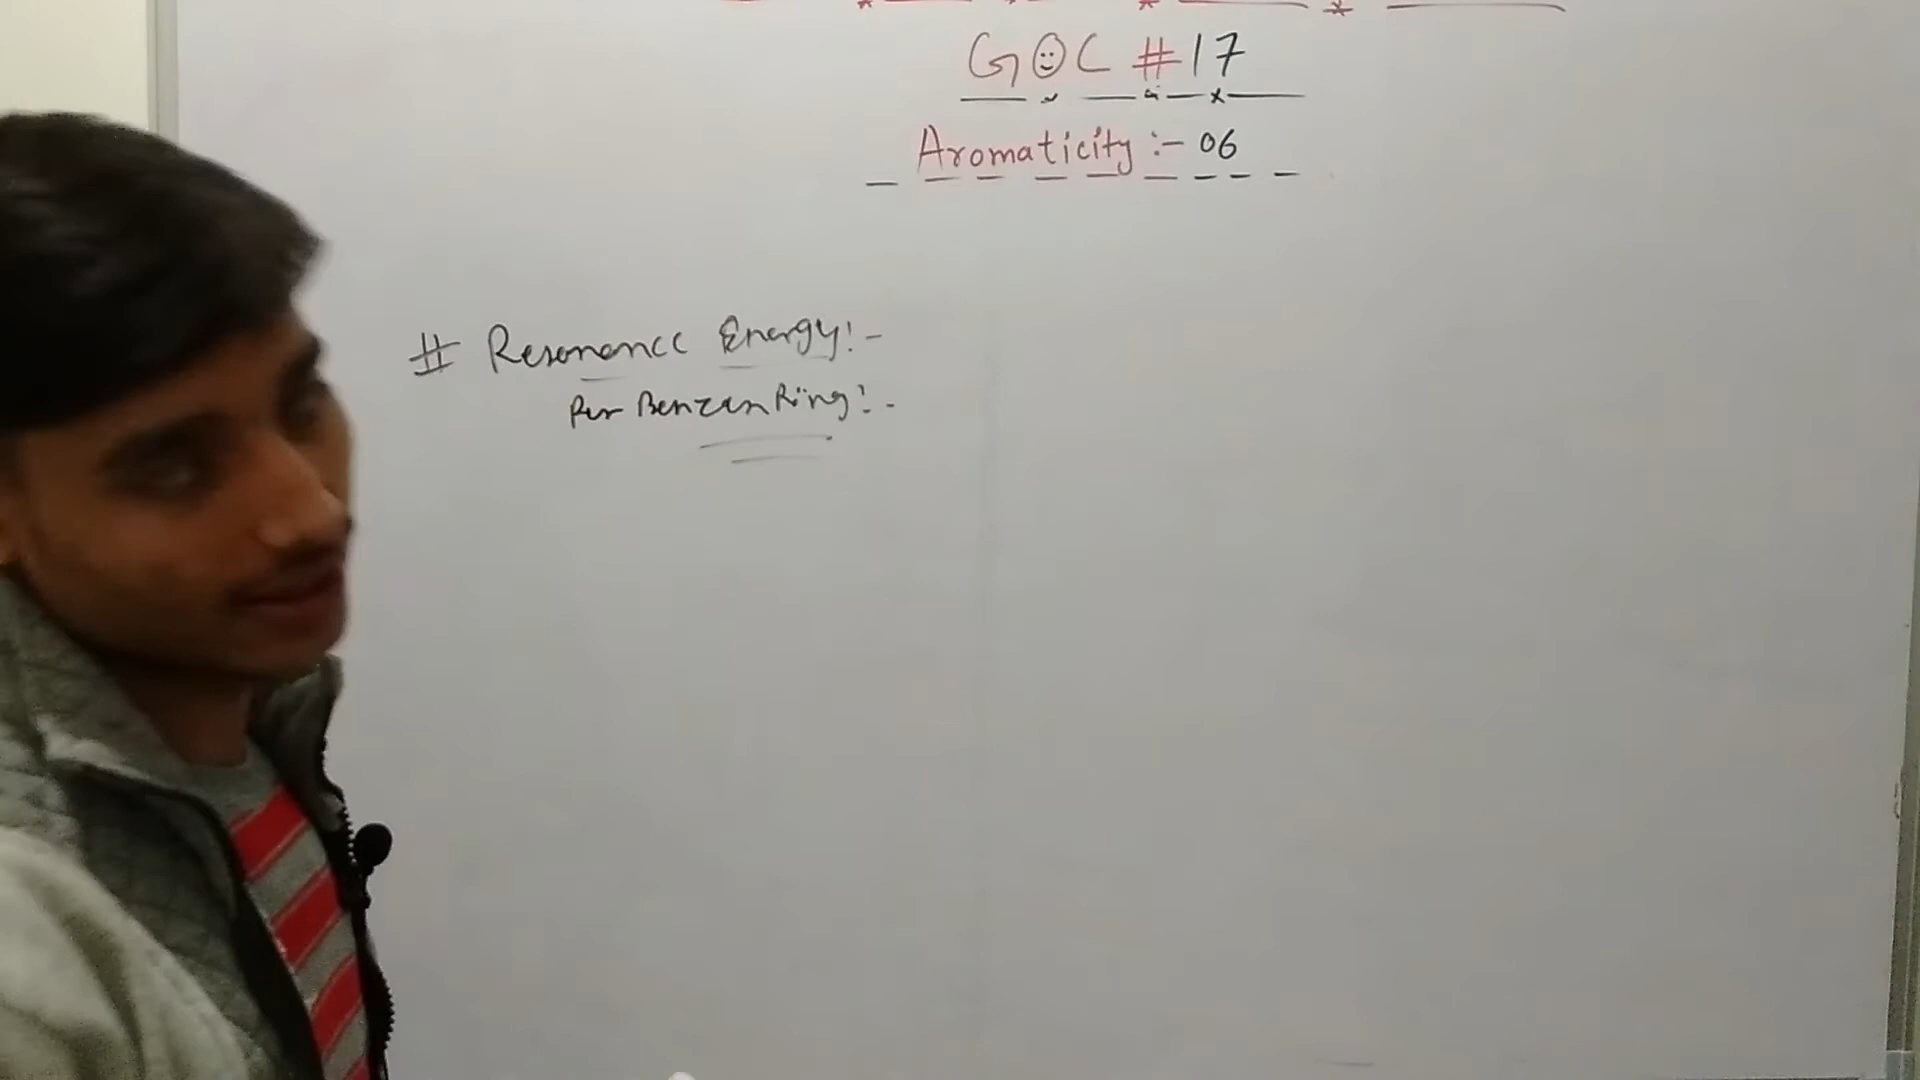 GOC #17
Aromaticity :- 06
# Resonance Energy :-
Per Benzen Ring :-